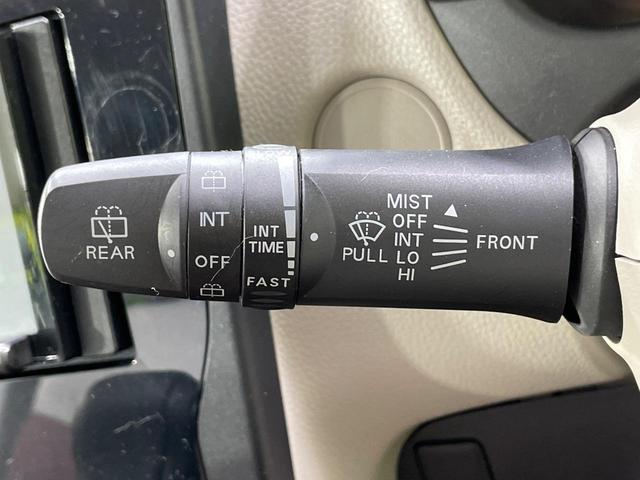 REAR
INT
OFF
INT
TIME
FAST
PULL
MIST
OFF
INT
LO
HI
FRONT